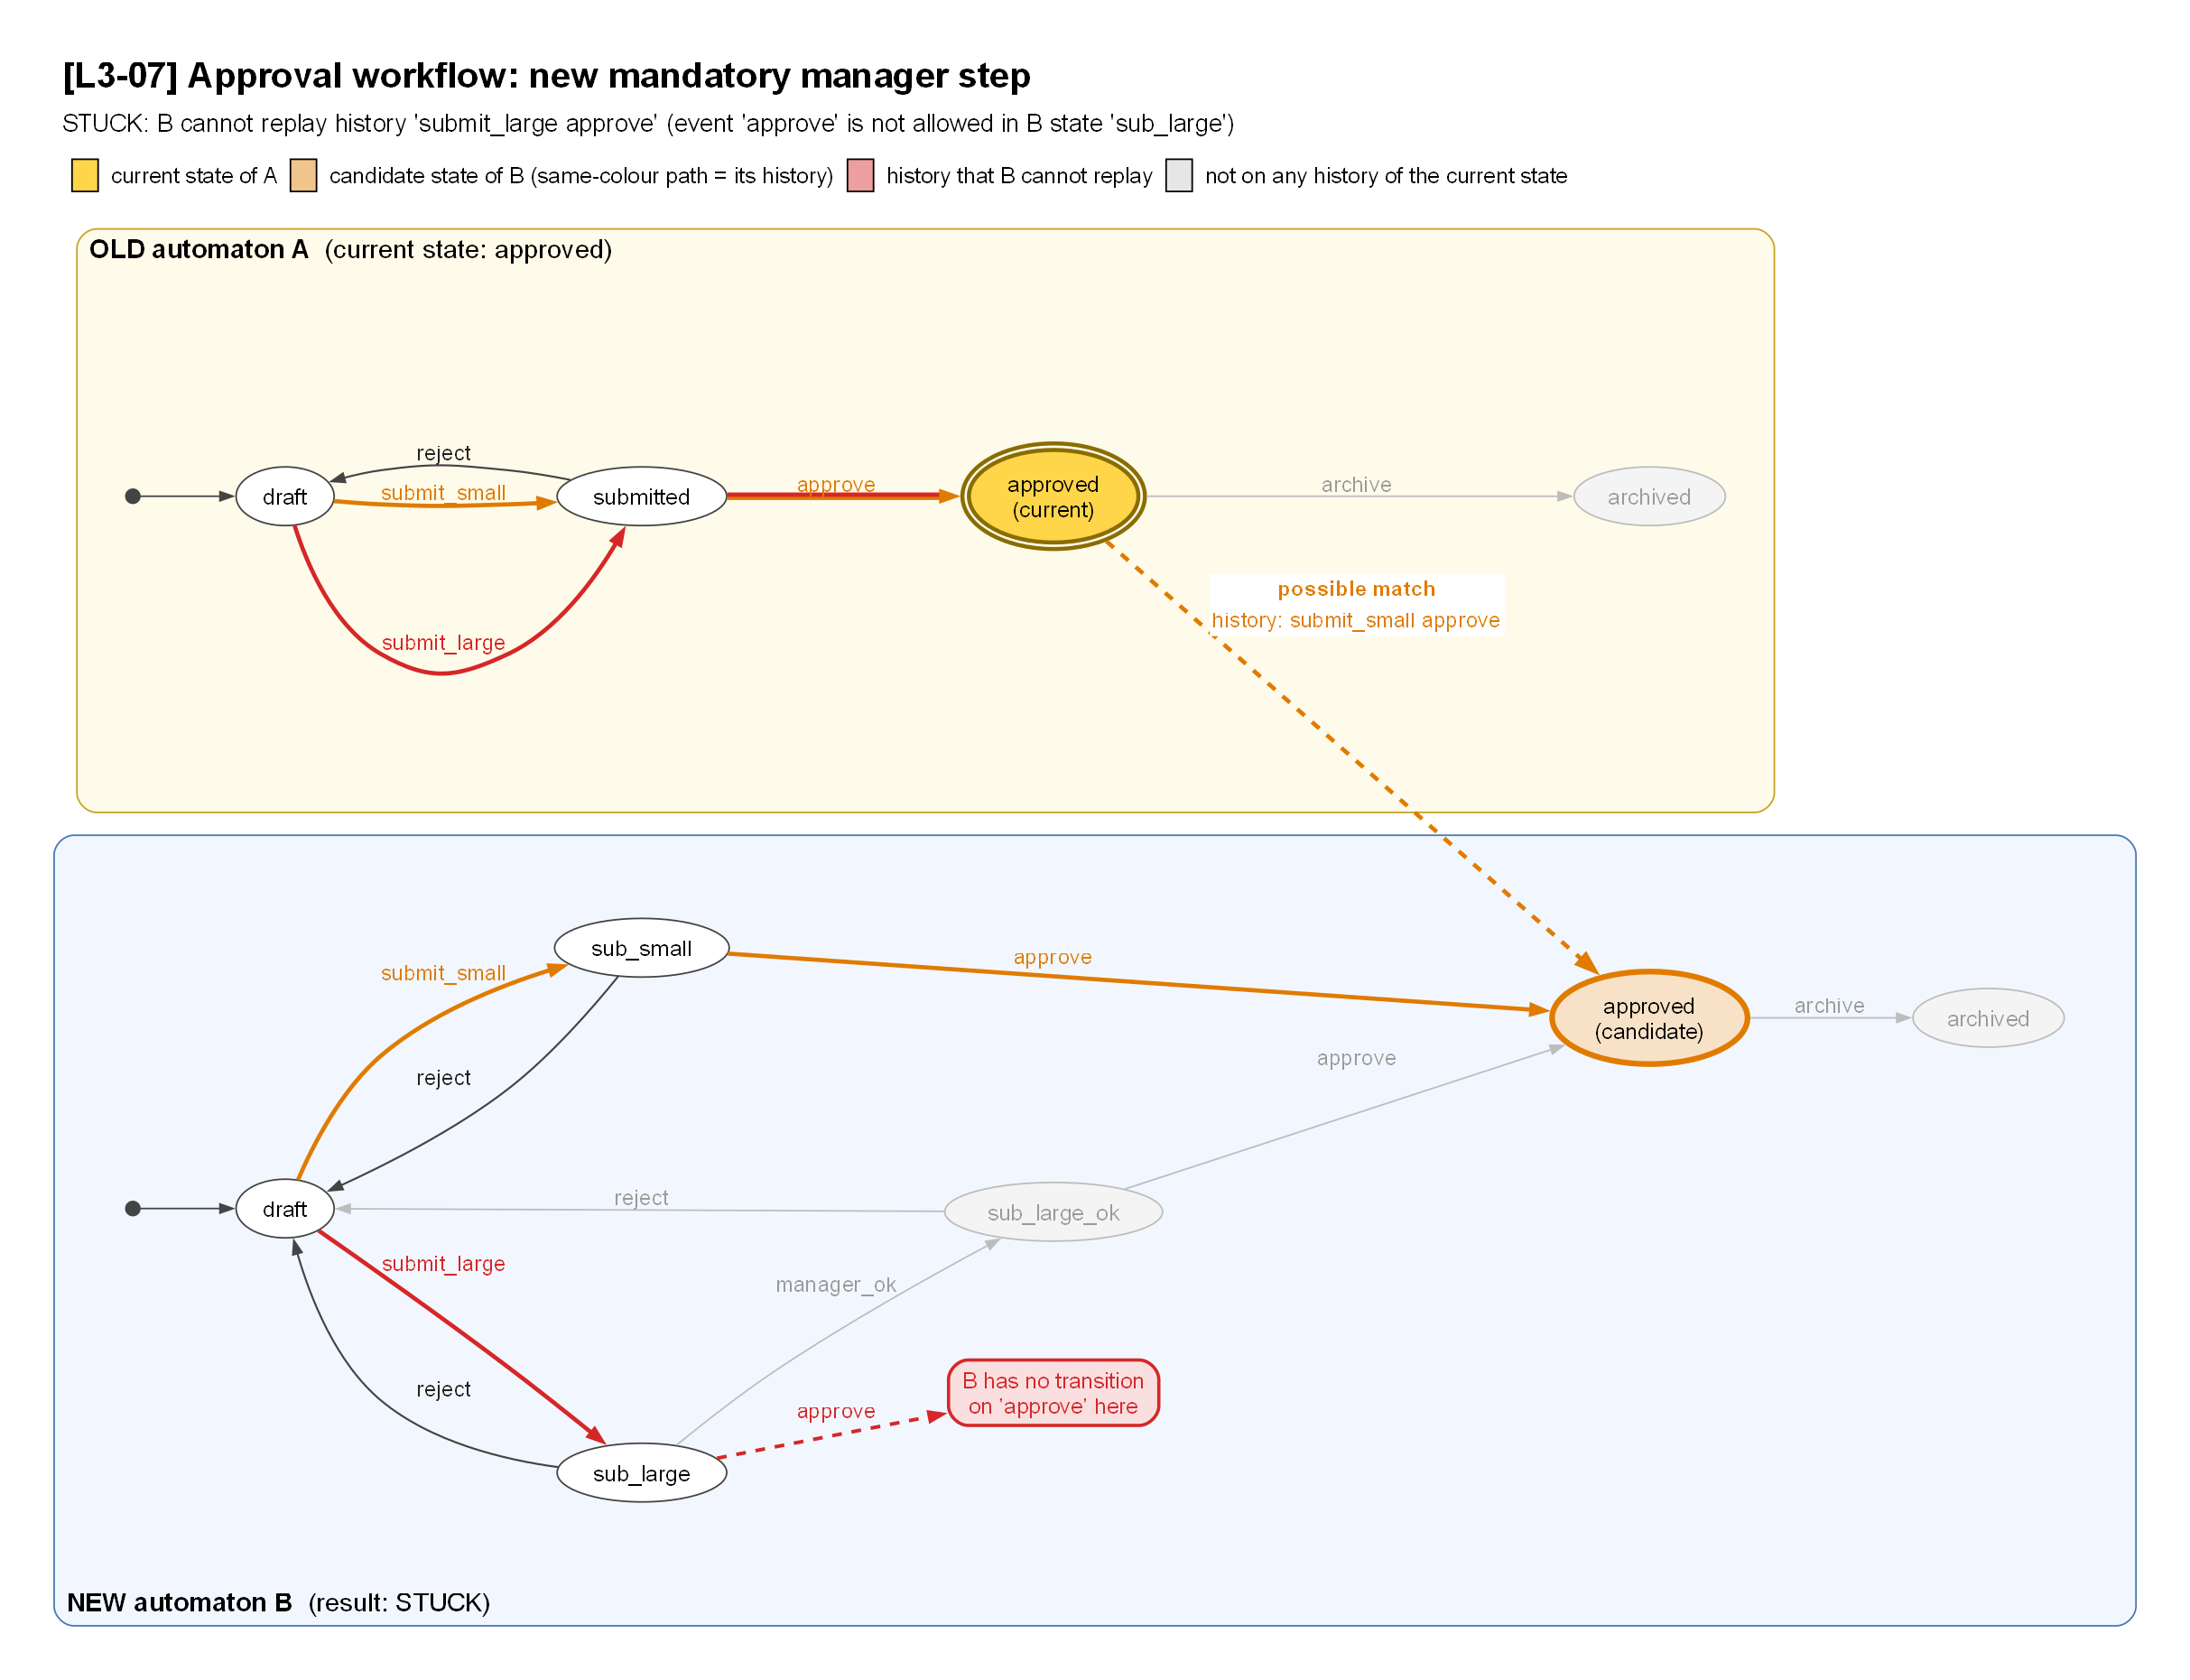 [L3-07] Approval workflow: new mandatory manager step
STUCK: B cannot replay history 'submit_large approve' (event 'approve' is not allowed in B state 'sub_large')
current state of A
candidate state of B (same-colour path = its history)
history that B cannot replay
not on any history of the current state
OLD automaton A (current state: approved)
reject
draft
submit_small
submitted
approve
approved
(current)
archive
archived
submit_large
possible match
history: submit_small approve
sub_small
submit_small
approve
approved
(candidate)
archive
archived
reject
approve
draft
reject
sub_large_ok
submit_large
manager_ok
reject
approve
B has no transition
on 'approve' here
sub_large
NEW automaton B (result: STUCK)